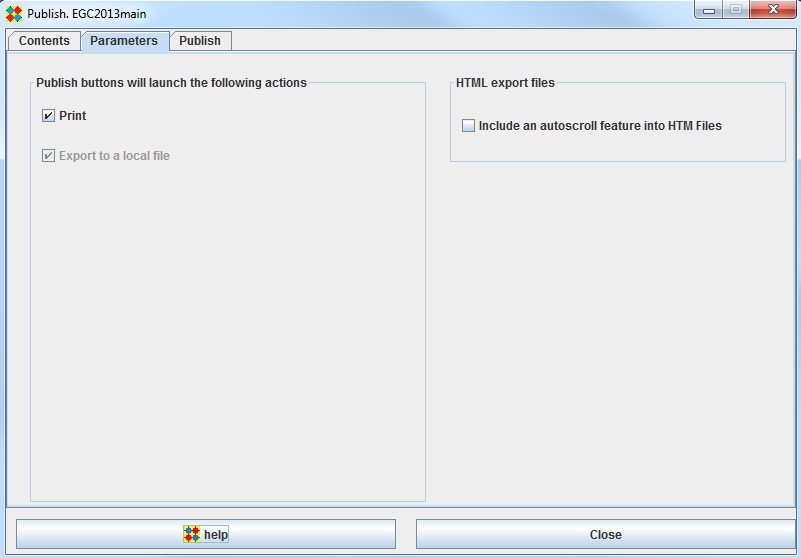 Publish. EGC2013main
Contents Parameters Publish
Publish buttons will launch the following actions
Print
Export to a local file
HTML export files
Include an autoscroll feature into HTM Files
help
Close